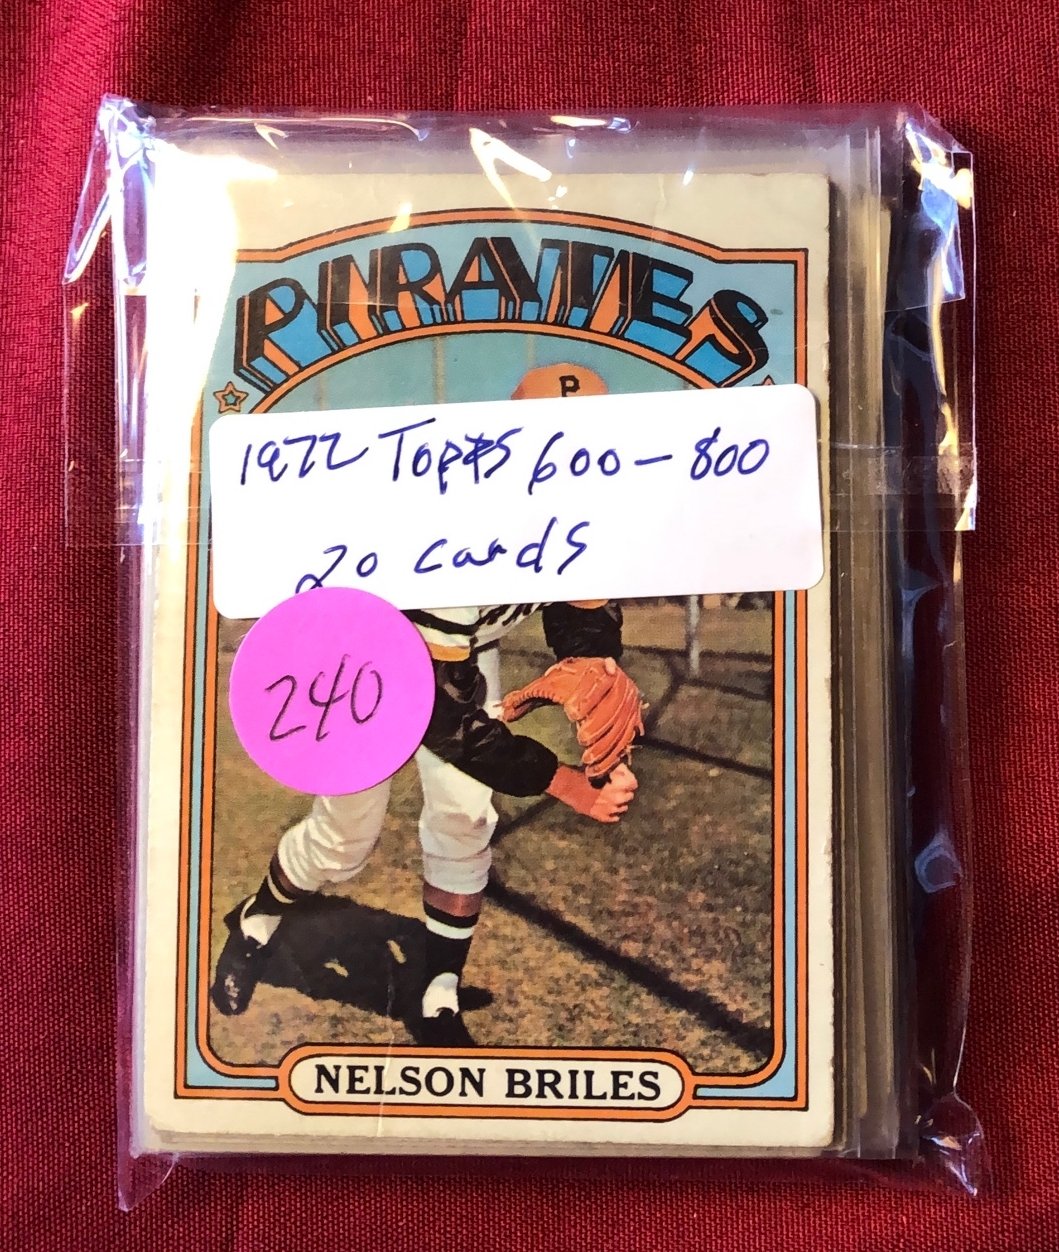 PIRATES
P
1972 Topps 600-800
20 cards
240
NELSON BRILES